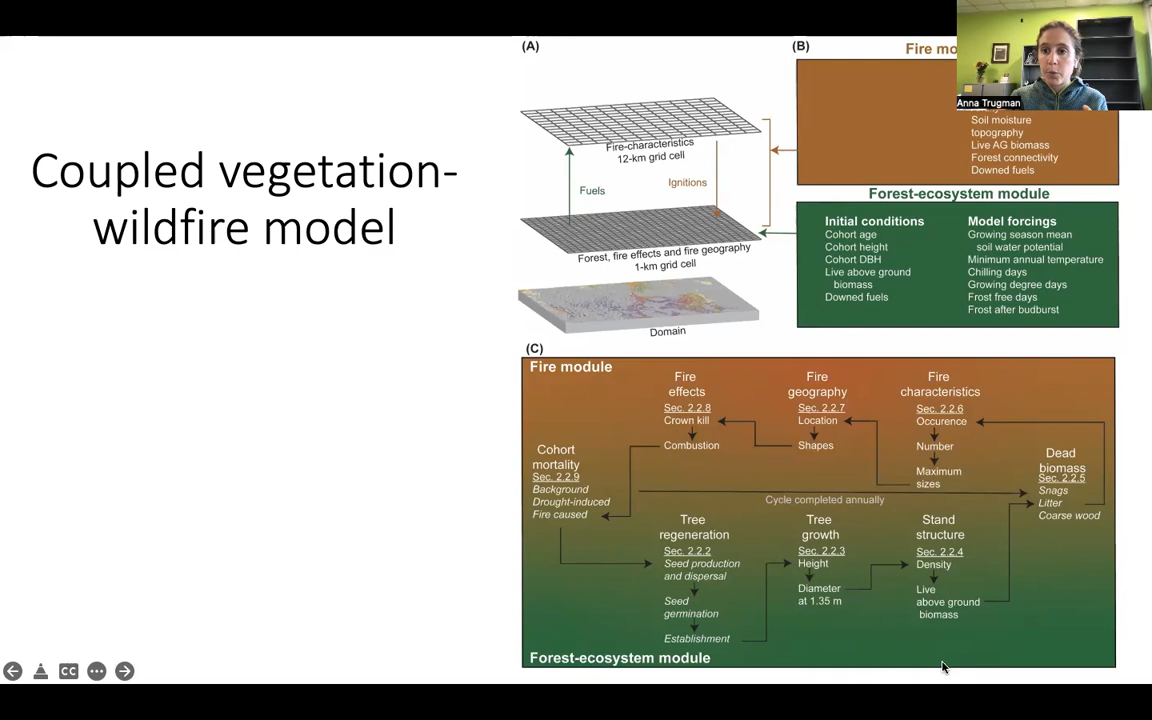 Coupled vegetation-
wildfire model
(A)
Fire-characteristics
12-km grid cell
Fuels
Ignitions
Forest, fire effects and fire geography
1-km grid cell
Domain
(B)
Fire mo
Soil moisture
topography
Live AG biomass
Forest connectivity
Downed fuels
Forest-ecosystem module
Initial conditions
Cohort age
Cohort height
Cohort DBH
Live above ground
biomass
Downed fuels
Model forcings
Growing season mean
soil water potential
Minimum annual temperature
Chilling days
Growing degree days
Frost free days
Frost after budburst
Anna Trugman
(C)
Fire module
Fire
effects
Sec. 2.2.8
Crown kill
Combustion
Fire
geography
Sec. 2.2.7
Location
Shapes
Fire
characteristics
Sec. 2.2.6
Occurence
Number
Maximum
sizes
Cohort
mortality
Sec. 2.2.9
Background
Drought-induced
Fire caused
Dead
biomass
Sec. 2.2.5
Snags
Litter
Coarse wood
Cycle completed annually
Tree
regeneration
Sec. 2.2.2
Seed production
and dispersal
Seed
germination
Establishment
Tree
growth
Sec. 2.2.3
Height
Diameter
at 1.35 m
Stand
structure
Sec. 2.2.4
Density
Live
above ground
biomass
Forest-ecosystem module
CC